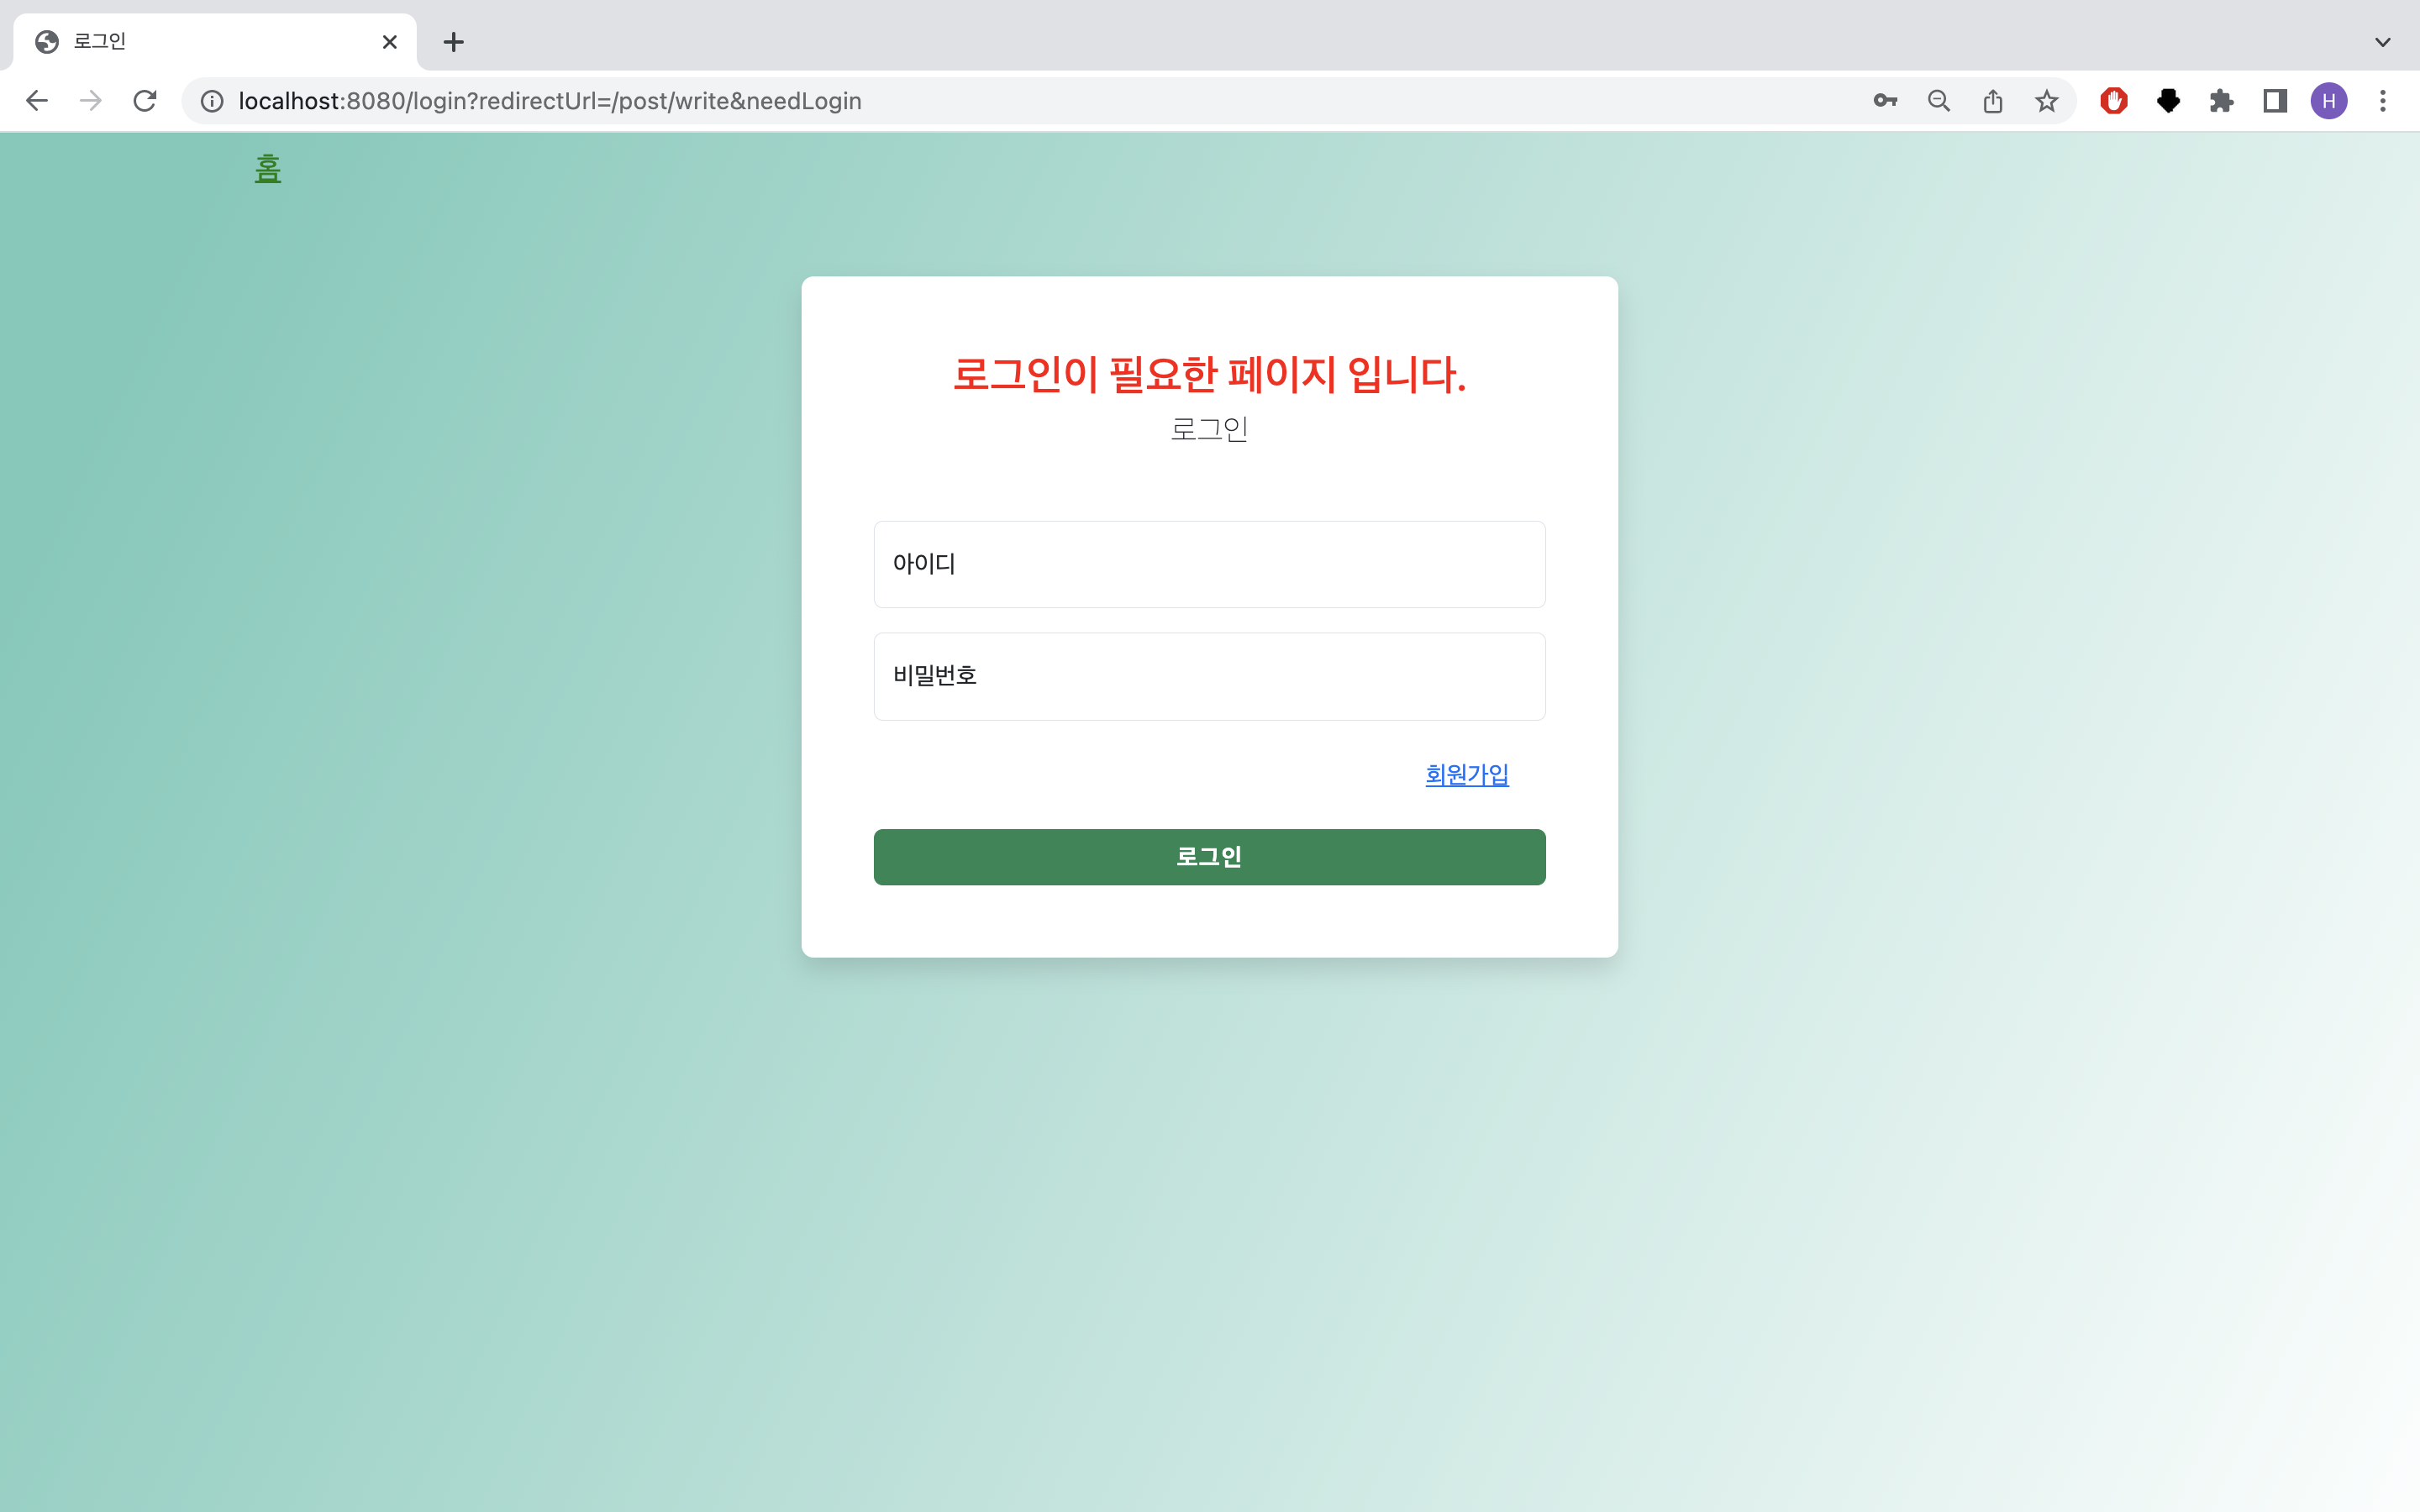 로그인
localhost:8080/login?redirectUrl=/post/write&needLogin
H
홈
로그인이 필요한 페이지 입니다.
로그인
아이디
비밀번호
회원가입
로그인